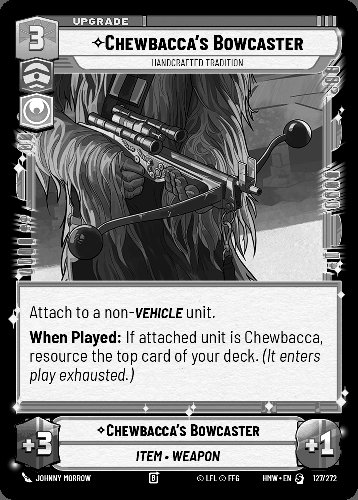 UPGRADE
3
✧CHEWBACCA'S BOWCASTER
HANDCRAFTED TRADITION
Attach to a non-VEHICLE unit.
When Played: If attached unit is Chewbacca,
resource the top card of your deck. (It enters
play exhausted.)
+3
✧CHEWBACCA'S BOWCASTER
ITEM • WEAPON
+1
JOHNNY MORROW
© LFL © FFG
HMW • EN
127/272